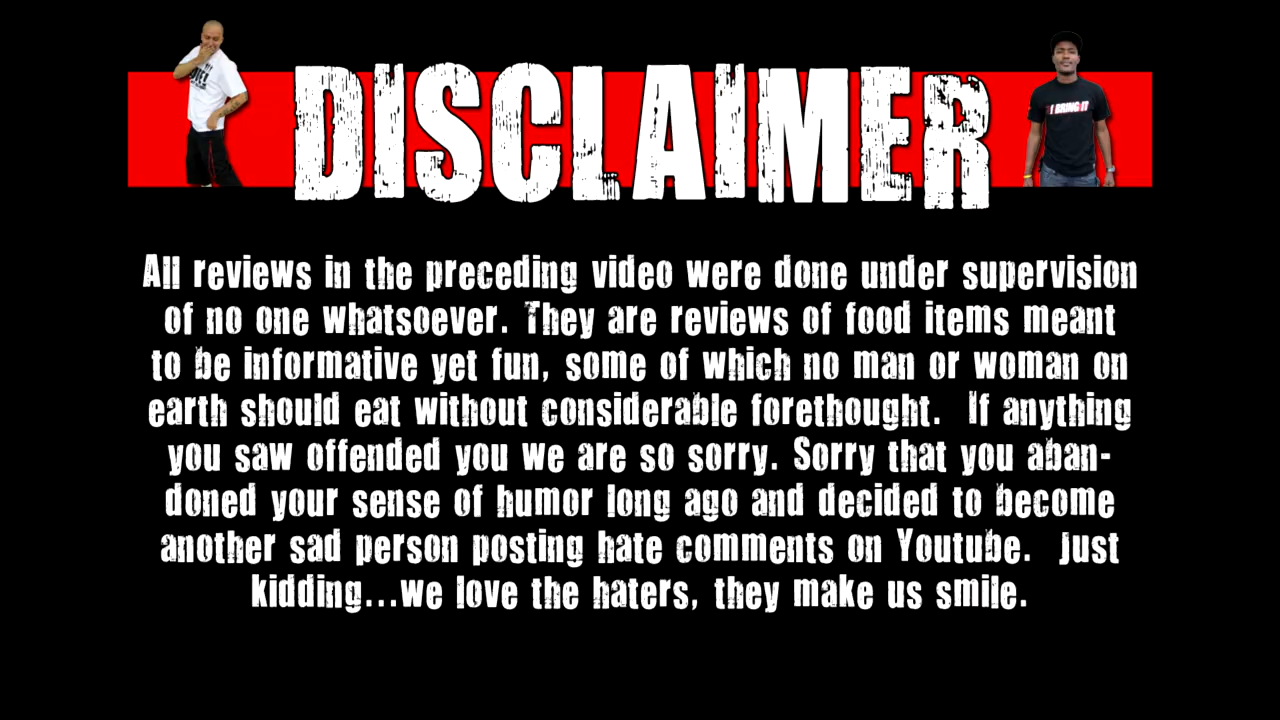 DISCLAIMER
I BRING IT
All reviews in the preceding video were done under supervision
of no one whatsoever. They are reviews of food items meant
to be informative yet fun, some of which no man or woman on
earth should eat without considerable forethought. If anything
you saw offended you we are so sorry. Sorry that you aban-
doned your sense of humor long ago and decided to become
another sad person posting hate comments on Youtube. Just
kidding...we love the haters, they make us smile.